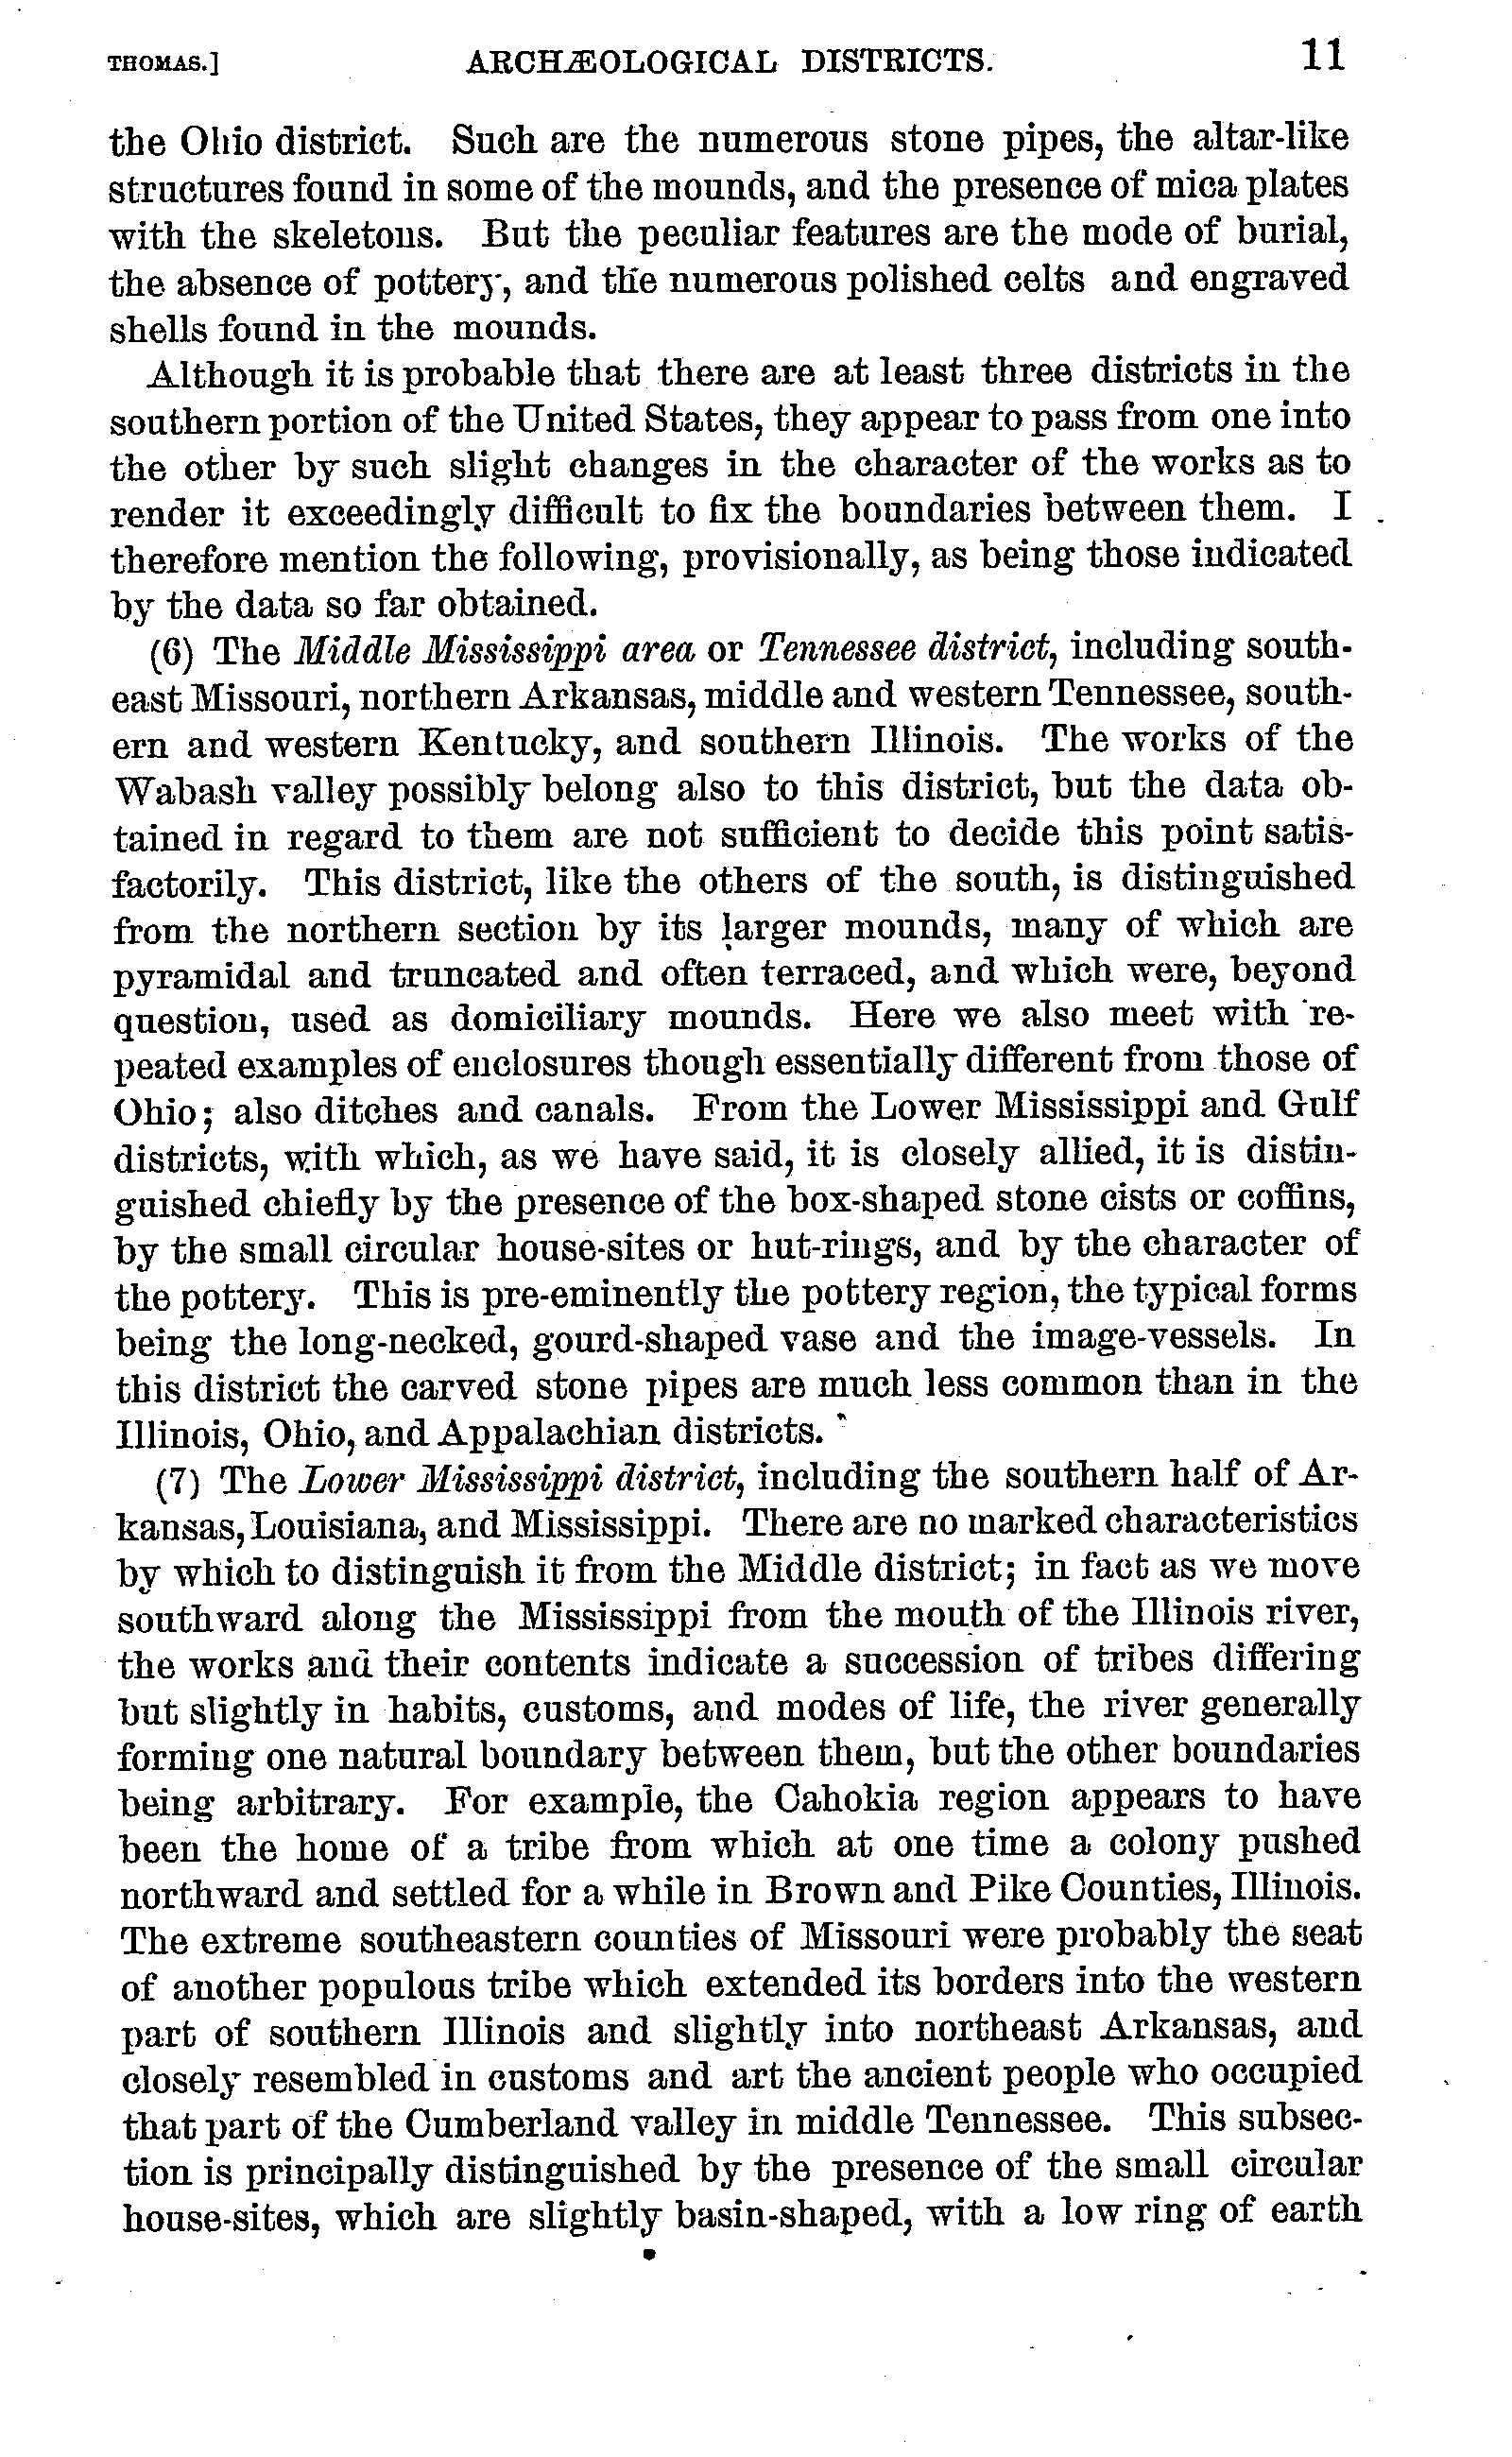 THOMAS.] ARCHÆOLOGICAL DISTRICTS. 11
the Ohio district. Such are the numerous stone pipes, the altar-like
structures found in some of the mounds, and the presence of mica plates
with the skeletons. But the peculiar features are the mode of burial,
the absence of pottery, and the numerous polished celts and engraved
shells found in the mounds.
Although it is probable that there are at least three districts in the
southern portion of the United States, they appear to pass from one into
the other by such slight changes in the character of the works as to
render it exceedingly difficult to fix the boundaries between them. I
therefore mention the following, provisionally, as being those indicated
by the data so far obtained.
(6) The Middle Mississippi area or Tennessee district, including south-
east Missouri, northern Arkansas, middle and western Tennessee, south-
ern and western Kentucky, and southern Illinois. The works of the
Wabash valley possibly belong also to this district, but the data ob-
tained in regard to them are not sufficient to decide this point satis-
factorily. This district, like the others of the south, is distinguished
from the northern section by its larger mounds, many of which are
pyramidal and truncated and often terraced, and which were, beyond
question, used as domiciliary mounds. Here we also meet with re-
peated examples of enclosures though essentially different from those of
Ohio; also ditches and canals. From the Lower Mississippi and Gulf
districts, with which, as we have said, it is closely allied, it is distin-
guished chiefly by the presence of the box-shaped stone cists or coffins,
by the small circular house-sites or hut-rings, and by the character of
the pottery. This is pre-eminently the pottery region, the typical forms
being the long-necked, gourd-shaped vase and the image-vessels. In
this district the carved stone pipes are much less common than in the
Illinois, Ohio, and Appalachian districts.
(7) The Lower Mississippi district, including the southern half of Ar-
kansas, Louisiana, and Mississippi. There are no marked characteristics
by which to distinguish it from the Middle district; in fact as we move
southward along the Mississippi from the mouth of the Illinois river,
the works and their contents indicate a succession of tribes differing
but slightly in habits, customs, and modes of life, the river generally
forming one natural boundary between them, but the other boundaries
being arbitrary. For example, the Cahokia region appears to have
been the home of a tribe from which at one time a colony pushed
northward and settled for a while in Brown and Pike Counties, Illinois.
The extreme southeastern counties of Missouri were probably the seat
of another populous tribe which extended its borders into the western
part of southern Illinois and slightly into northeast Arkansas, and
closely resembled in customs and art the ancient people who occupied
that part of the Cumberland valley in middle Tennessee. This subsec-
tion is principally distinguished by the presence of the small circular
house-sites, which are slightly basin-shaped, with a low ring of earth